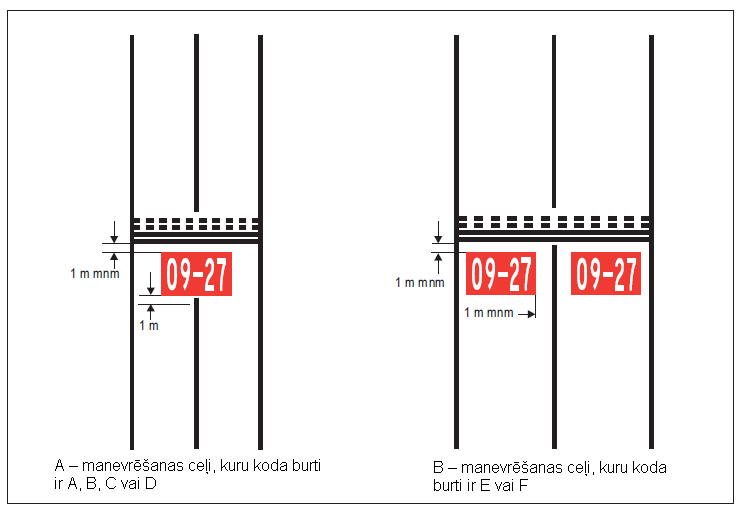 09-27
1 m mnm
1 m
09-27
09-27
1 m mnm
1 m mnm
A – manevrēšanas ceļi, kuru koda burti
ir A, B, C vai D
B – manevrēšanas ceļi, kuru koda
burti ir E vai F